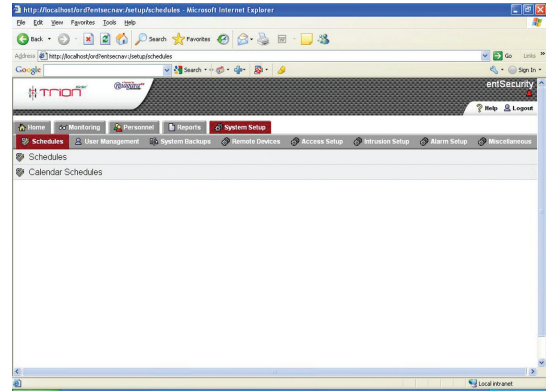 http://localhost/ord?entsecnav:/setup/schedules - Microsoft Internet Explorer
File Edit View Favorites Tools Help
Back Search Favorites
Address http://localhost/ord?entsecnav:/setup/schedules Go Links »
Google Search Sign In
TRION entSecurity
Help Logout
Home Monitoring Personnel Reports System Setup
Schedules User Management System Backups Remote Devices Access Setup Intrusion Setup Alarm Setup Miscellaneous
Schedules
Calendar Schedules
Local intranet